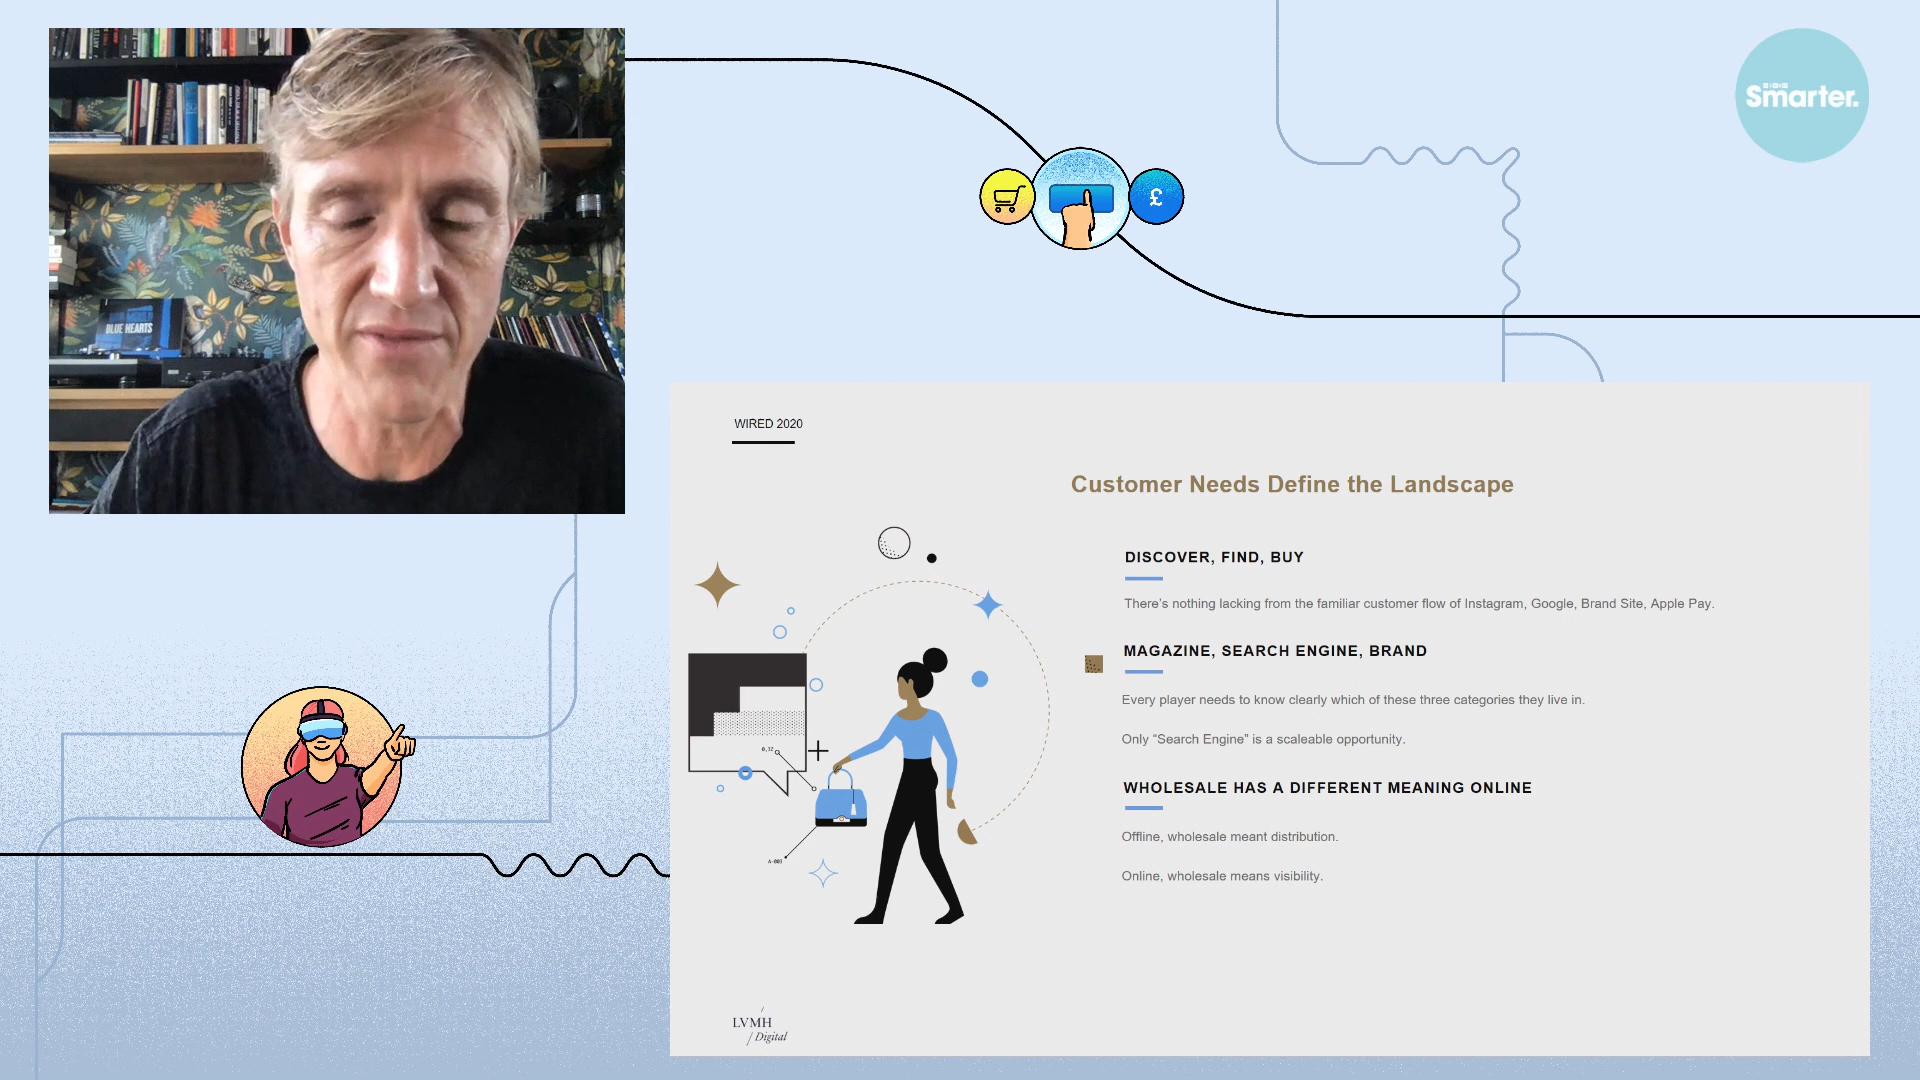 WIRED
Smarter.
BLUE HEARTS
£
WIRED 2020
Customer Needs Define the Landscape
DISCOVER, FIND, BUY
There's nothing lacking from the familiar customer flow of Instagram, Google, Brand Site, Apple Pay.
MAGAZINE, SEARCH ENGINE, BRAND
Every player needs to know clearly which of these three categories they live in.
Only “Search Engine” is a scaleable opportunity.
WHOLESALE HAS A DIFFERENT MEANING ONLINE
Offline, wholesale meant distribution.
Online, wholesale means visibility.
LVMH
/ Digital